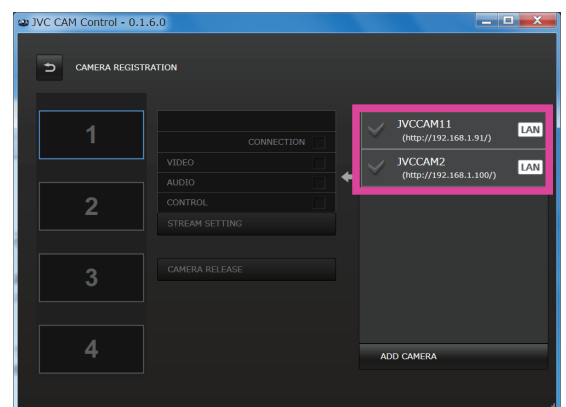 JVC CAM Control - 0.1.6.0
CAMERA REGISTRATION
1
2
3
4
CONNECTION
VIDEO
AUDIO
CONTROL
STREAM SETTING
CAMERA RELEASE
JVCCAM11
(http://192.168.1.91/)
LAN
JVCCAM2
(http://192.168.1.100/)
LAN
ADD CAMERA